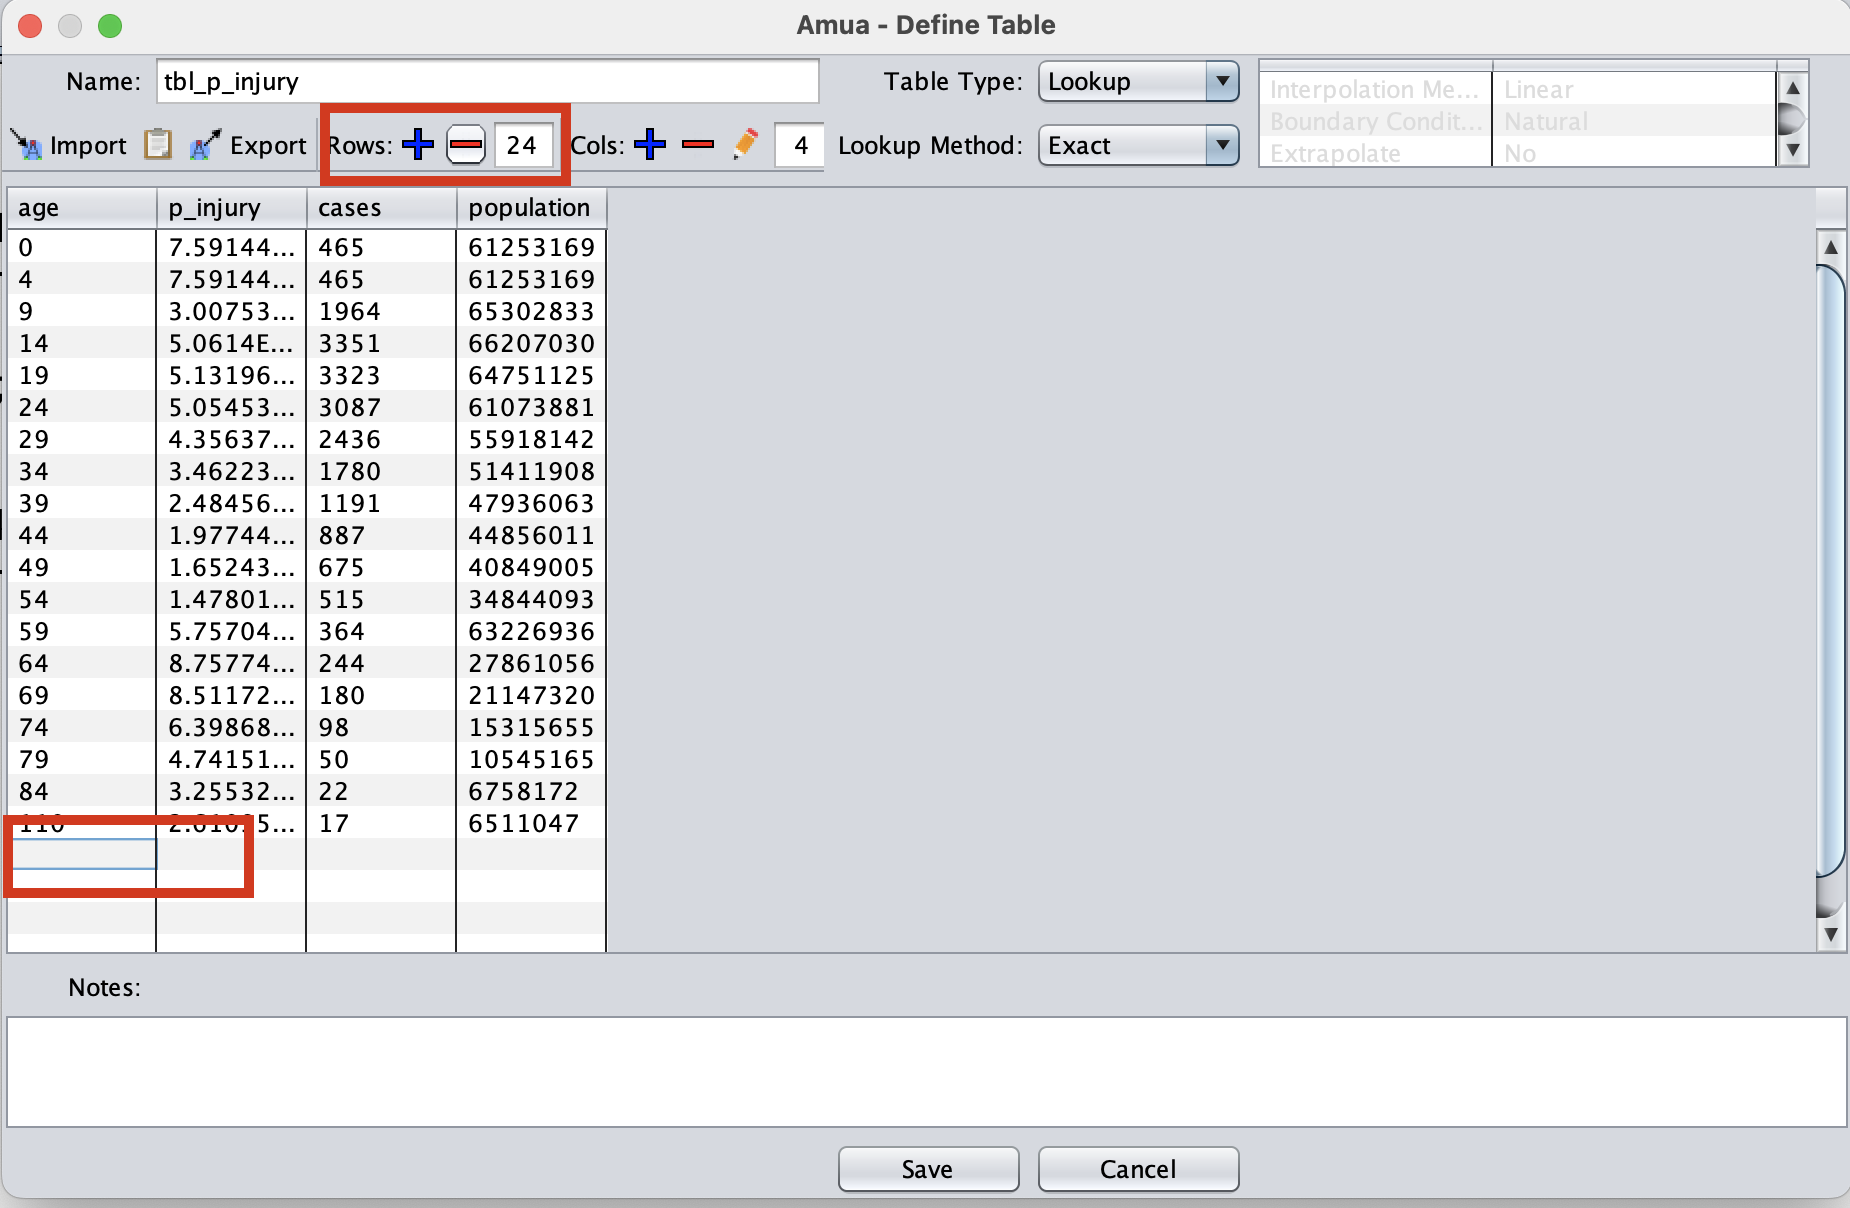 Amua - Define Table
Name: tbl_p_injury Table Type: Lookup
Interpolation Me... Linear
Boundary Condit... Natural
Extrapolate No
Import Export Rows: 24 Cols: 4 Lookup Method: Exact
age p_injury cases population
0 7.59144... 465 61253169
4 7.59144... 465 61253169
9 3.00753... 1964 65302833
14 5.0614E... 3351 66207030
19 5.13196... 3323 64751125
24 5.05453... 3087 61073881
29 4.35637... 2436 55918142
34 3.46223... 1780 51411908
39 2.48456... 1191 47936063
44 1.97744... 887 44856011
49 1.65243... 675 40849005
54 1.47801... 515 34844093
59 5.75704... 364 63226936
64 8.75774... 244 27861056
69 8.51172... 180 21147320
74 6.39868... 98 15315655
79 4.74151... 50 10545165
84 3.25532... 22 6758172
110 17 6511047
Notes:
Save Cancel